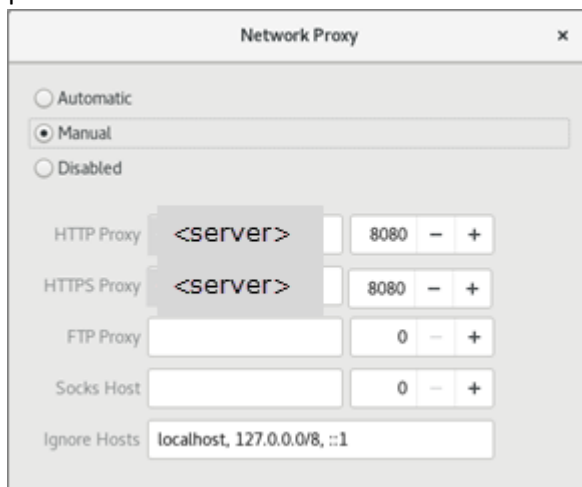 Network Proxy ×
Automatic
Manual
Disabled
HTTP Proxy <server> 8080 − +
HTTPS Proxy <server> 8080 − +
FTP Proxy 0 − +
Socks Host 0 − +
Ignore Hosts localhost, 127.0.0.0/8, ::1